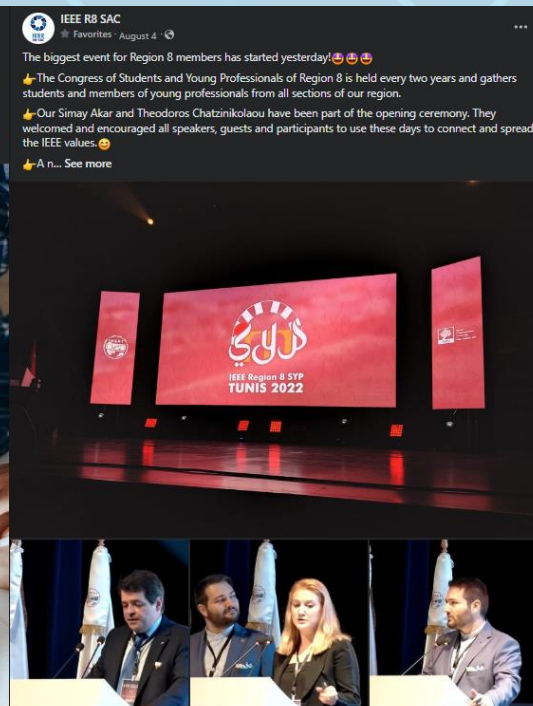 IEEE R8 SAC
Favorites · August 4 ·
The biggest event for Region 8 members has started yesterday!🤩🤩🤩
👍The Congress of Students and Young Professionals of Region 8 is held every two years and gathers
students and members of young professionals from all sections of our region.
👍Our Simay Akar and Theodoros Chatzinikolaou have been part of the opening ceremony. They
welcomed and encouraged all speakers, guests and participants to use these days to connect and spread
the IEEE values.😊
👍A n... See more
IEEE Region 8 SYP
TUNIS 2022